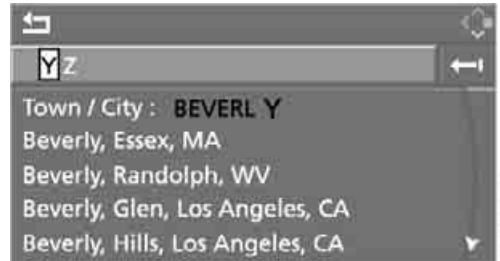 Y Z
Town / City : BEVERL Y
Beverly, Essex, MA
Beverly, Randolph, WV
Beverly, Glen, Los Angeles, CA
Beverly, Hills, Los Angeles, CA